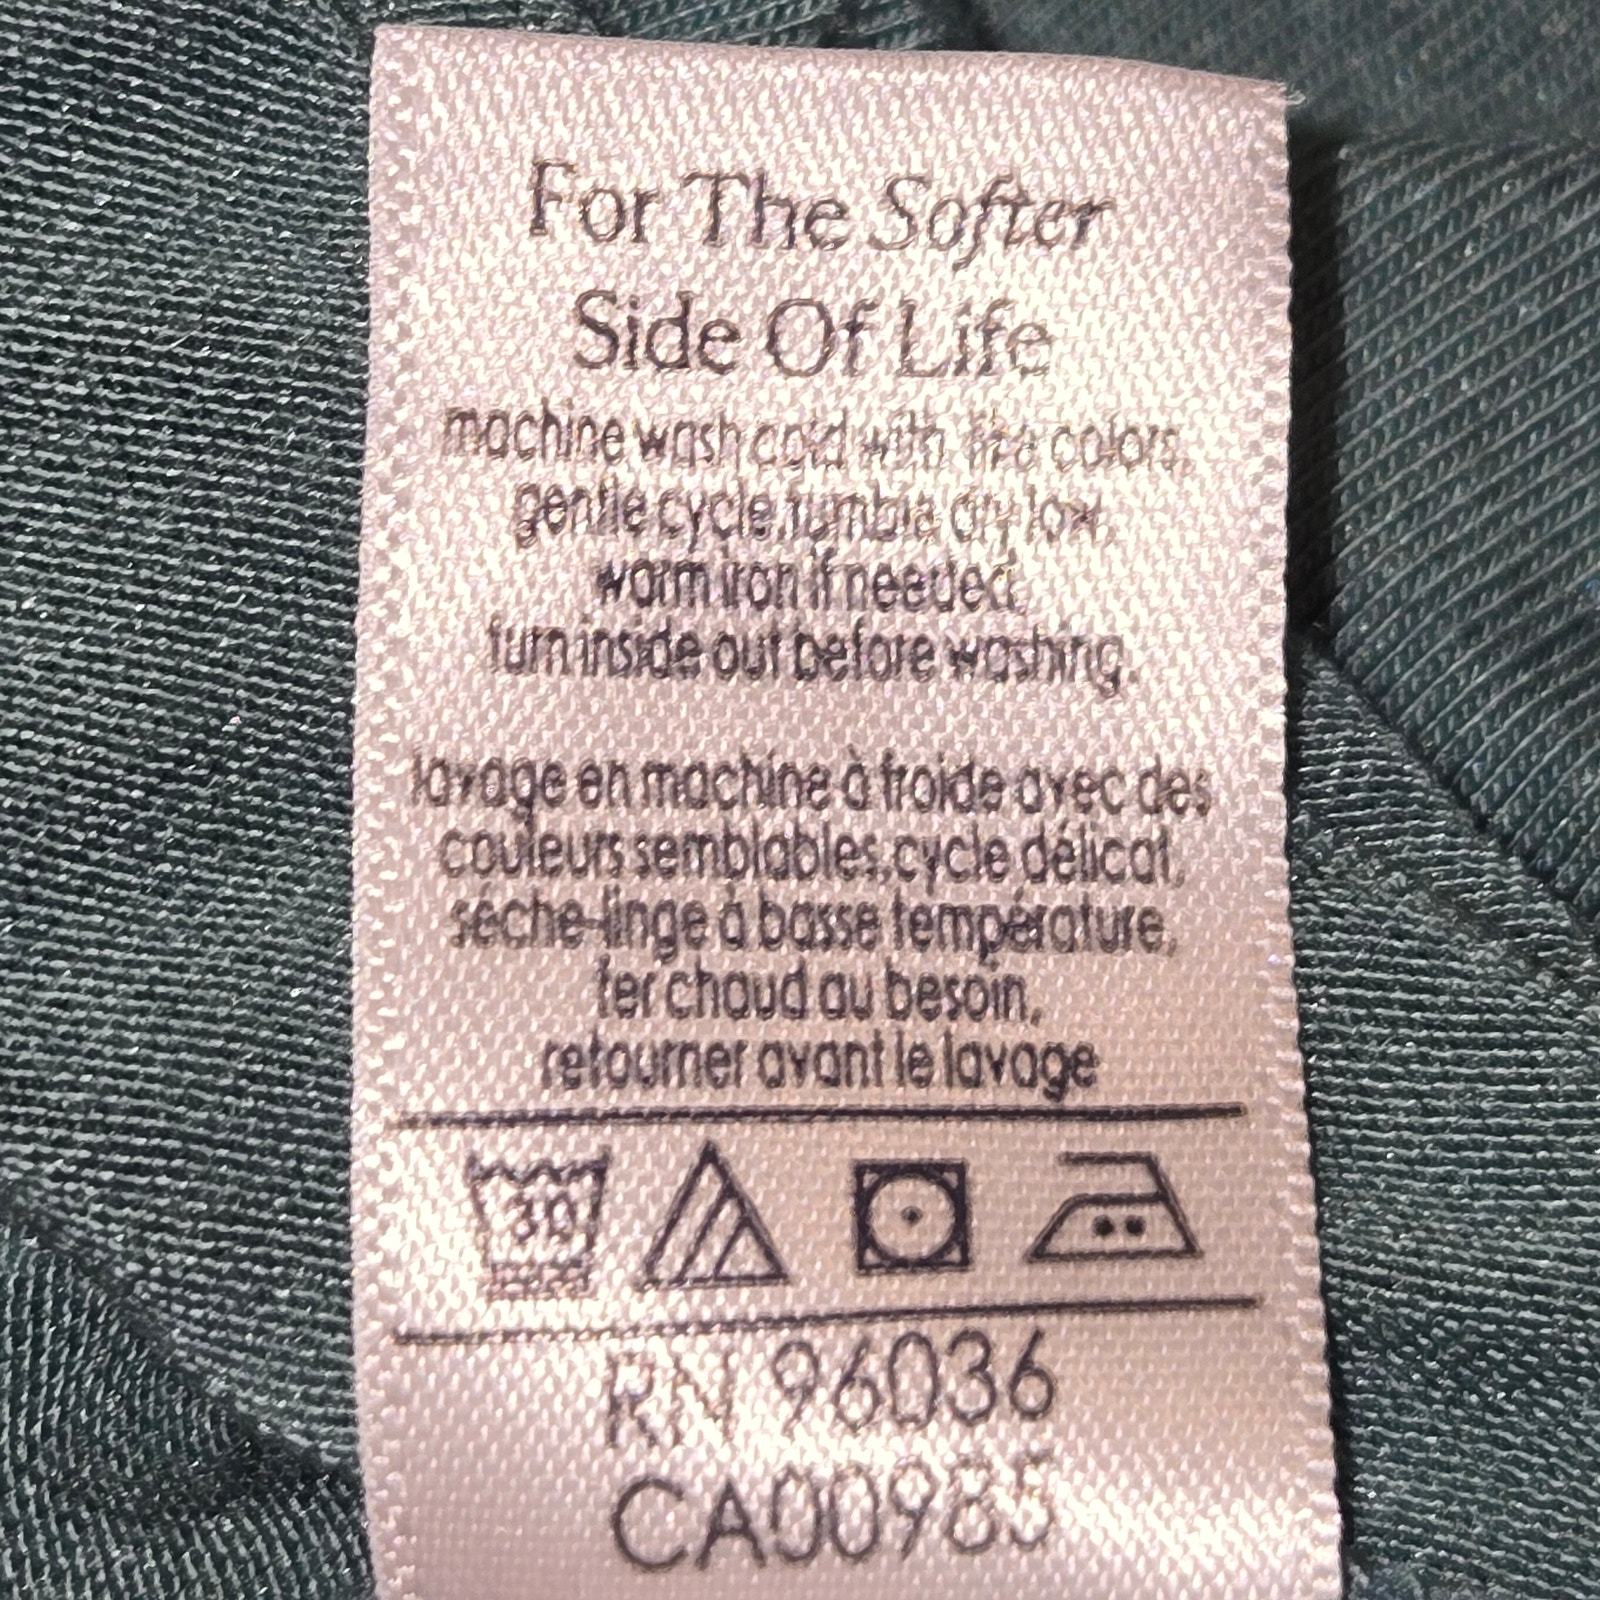 For The Softer
Side Of Life
machine wash cold with like colors,
gentle cycle,tumble dry low,
warm iron if needed,
turn inside out before washing.
lavage en machine à froide avec des
couleurs semblables,cycle délicat,
séche-linge à basse température,
fer chaud au besoin,
retourner avant le lavage
30
RN 96036
CA00985